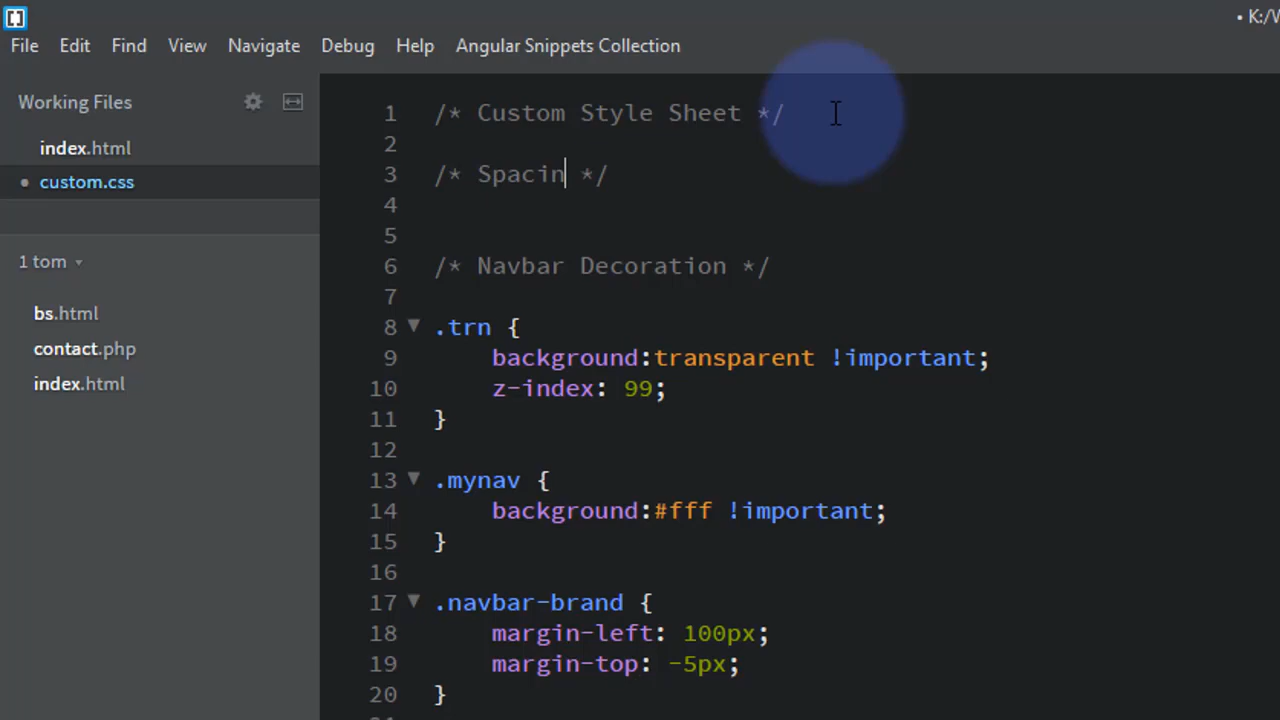 • K:/
File Edit Find View Navigate Debug Help Angular Snippets Collection
Working Files
index.html
• custom.css
1 tom
bs.html
contact.php
index.html
1 /* Custom Style Sheet */
2
3 /* Spacin */
4
5
6 /* Navbar Decoration */
7
8 .trn {
9 background:transparent !important;
10 z-index: 99;
11 }
12
13 .mynav {
14 background:#fff !important;
15 }
16
17 .navbar-brand {
18 margin-left: 100px;
19 margin-top: -5px;
20 }